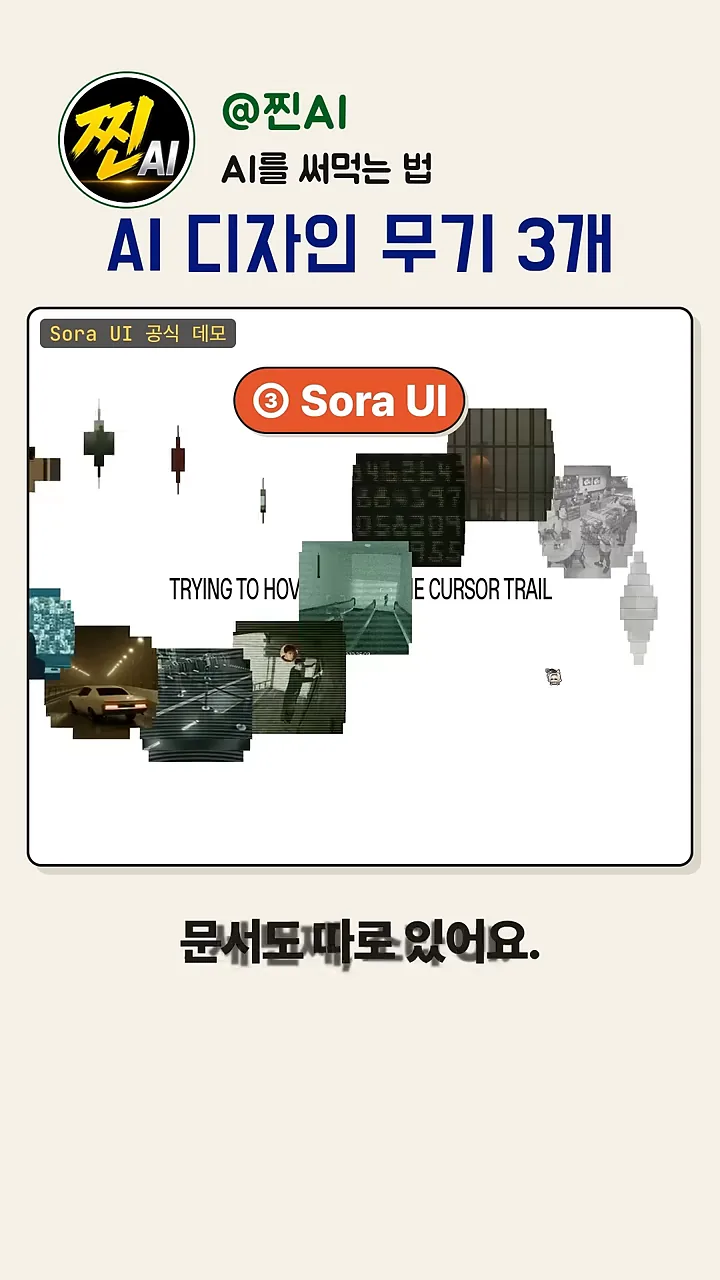 찐AI
@찐AI
AI를 써먹는 법
AI 디자인 무기 3개
Sora UI 공식 데모
③ Sora UI
TRYING TO HOV E CURSOR TRAIL
문서도 따로 있어요.